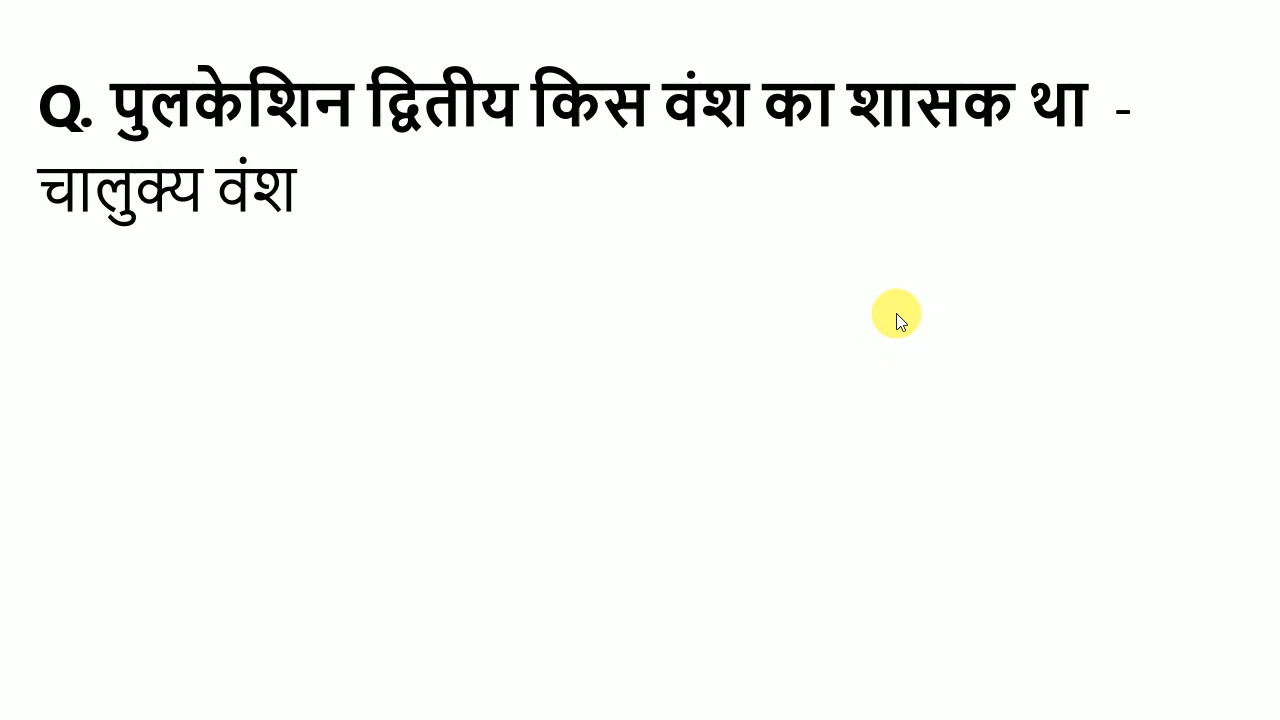 Q. पुलकेशिन द्वितीय किस वंश का शासक था -
चालुक्य वंश